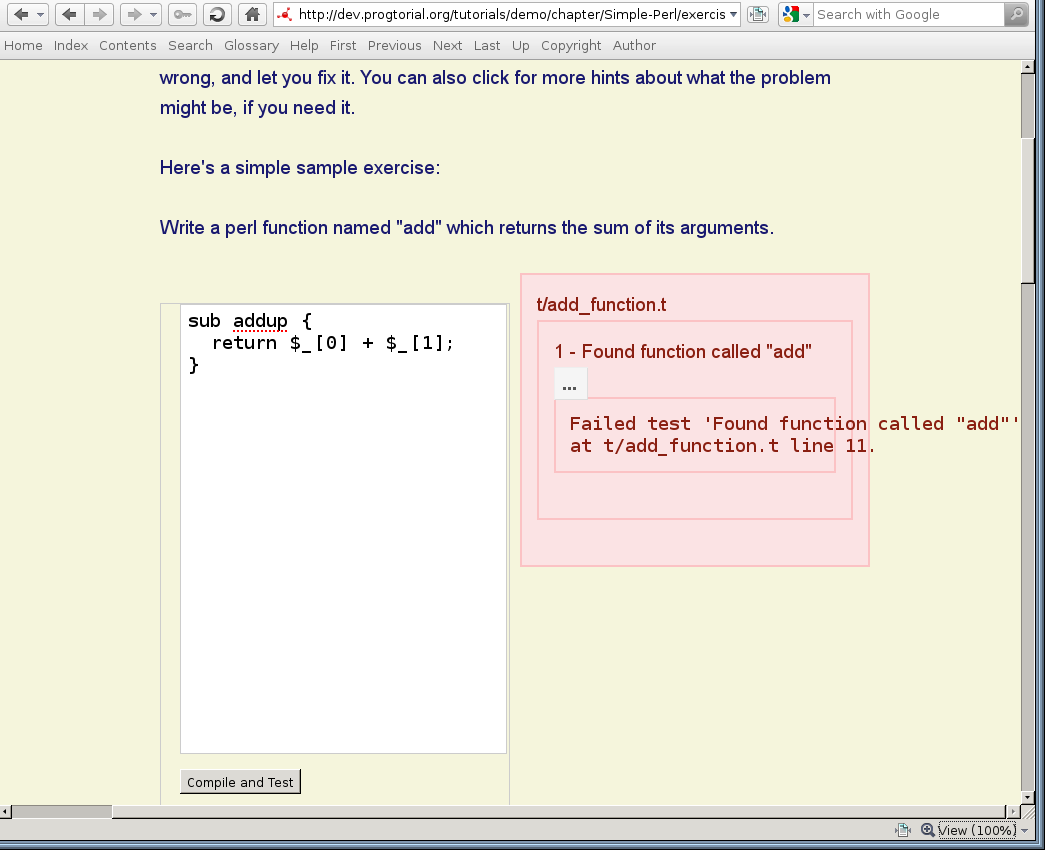 http://dev.progtorial.org/tutorials/demo/chapter/Simple-Perl/exercis
Search with Google
Home Index Contents Search Glossary Help First Previous Next Last Up Copyright Author
wrong, and let you fix it. You can also click for more hints about what the problem
might be, if you need it.
Here's a simple sample exercise:
Write a perl function named "add" which returns the sum of its arguments.
sub addup {
return $_[0] + $_[1];
}
Compile and Test
t/add_function.t
1 - Found function called "add"
...
Failed test 'Found function called "add"'
at t/add_function.t line 11.
View (100%)